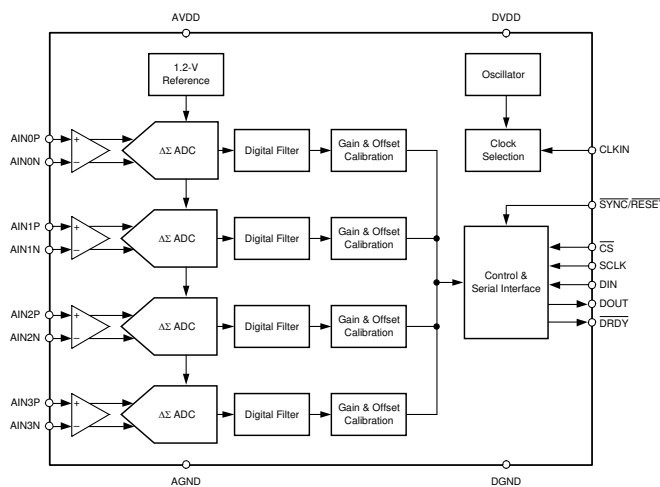 AVDD
DVDD
1.2-V
Reference
Oscillator
AIN0P
AIN0N
+
−
ΔΣ ADC
Digital Filter
Gain & Offset
Calibration
Clock
Selection
CLKIN
SYNC/RESET
AIN1P
AIN1N
+
−
ΔΣ ADC
Digital Filter
Gain & Offset
Calibration
Control &
Serial Interface
CS
SCLK
DIN
DOUT
DRDY
AIN2P
AIN2N
+
−
ΔΣ ADC
Digital Filter
Gain & Offset
Calibration
AIN3P
AIN3N
+
−
ΔΣ ADC
Digital Filter
Gain & Offset
Calibration
AGND
DGND